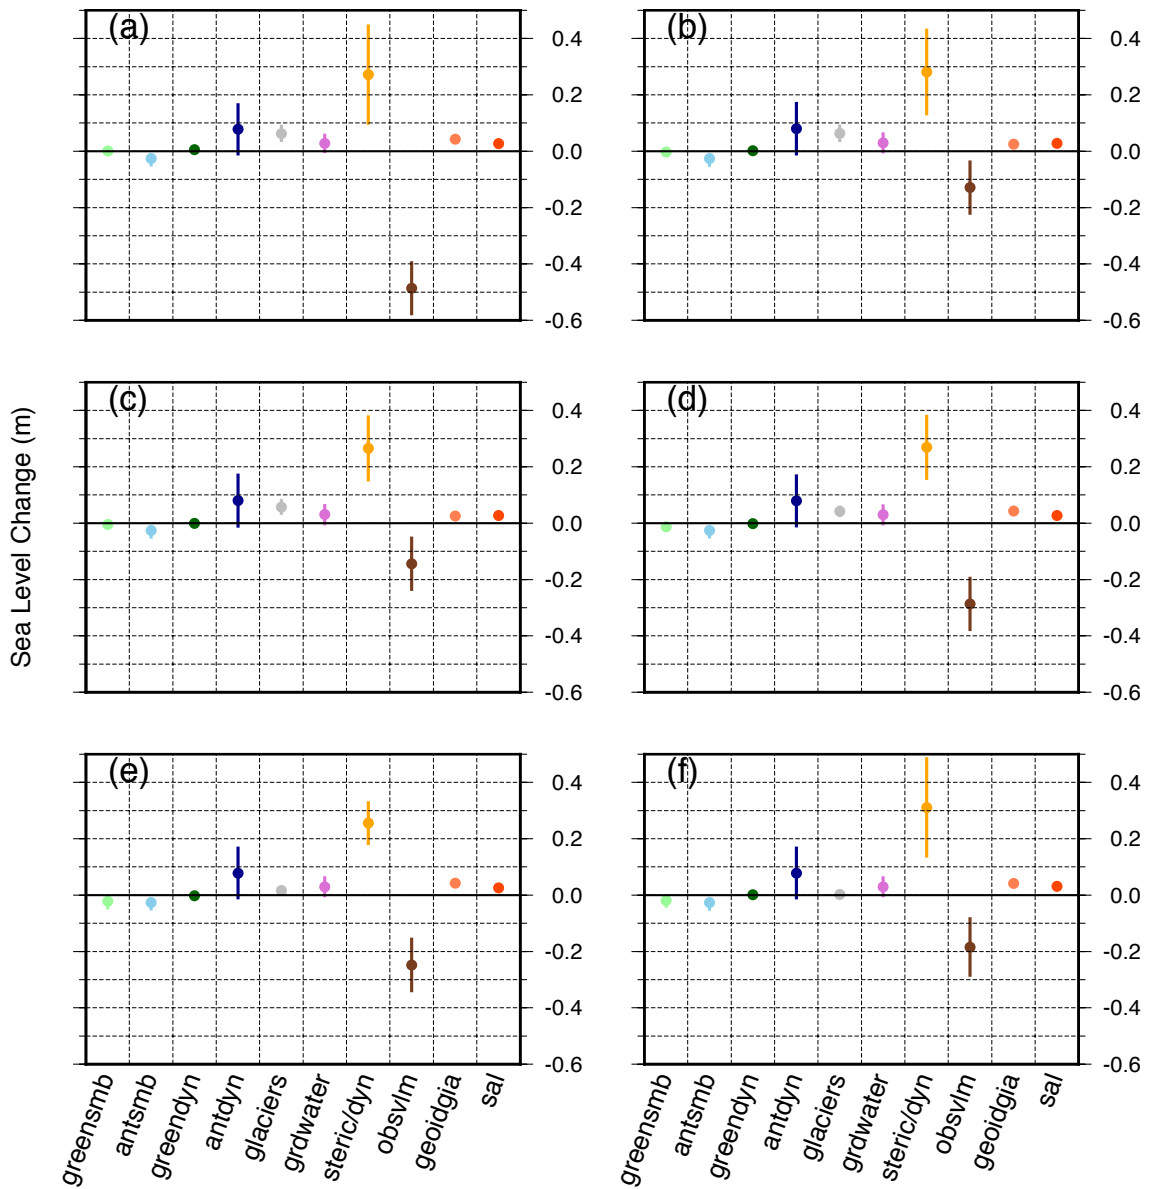 (a)
0.4
0.2
0.0
-0.2
-0.4
-0.6
(b)
0.4
0.2
0.0
-0.2
-0.4
-0.6
Sea Level Change (m)
(c)
0.4
0.2
0.0
-0.2
-0.4
-0.6
(d)
0.4
0.2
0.0
-0.2
-0.4
-0.6
(e)
0.4
0.2
0.0
-0.2
-0.4
-0.6
(f)
0.4
0.2
0.0
-0.2
-0.4
-0.6
greensmb
antsmb
greendyn
antdyn
glaciers
grdwater
steric/dyn
obsvlm
geoidgia
sal
greensmb
antsmb
greendyn
antdyn
glaciers
grdwater
steric/dyn
obsvlm
geoidgia
sal